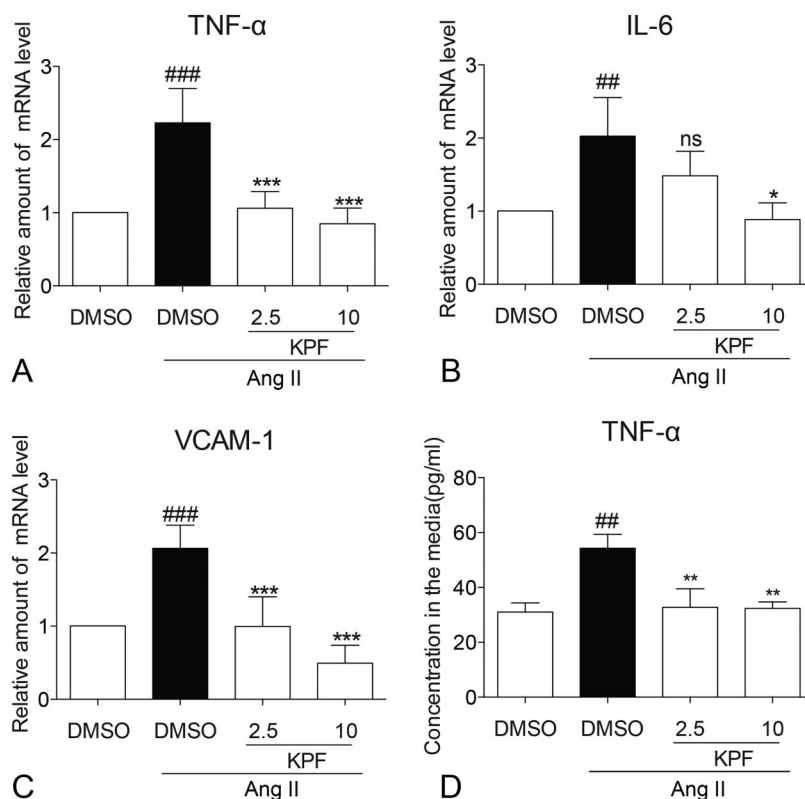 TNF-α
Relative amount of mRNA level
3
2
1
0
###
***
***
DMSO
DMSO
2.5
10
KPF
Ang II
A
IL-6
Relative amount of mRNA level
3
2
1
0
##
ns
*
DMSO
DMSO
2.5
10
KPF
Ang II
B
VCAM-1
Relative amount of mRNA level
3
2
1
0
###
***
***
DMSO
DMSO
2.5
10
KPF
Ang II
C
TNF-α
Concentration in the media(pg/ml)
80
60
40
20
0
##
**
**
DMSO
DMSO
2.5
10
KPF
Ang II
D